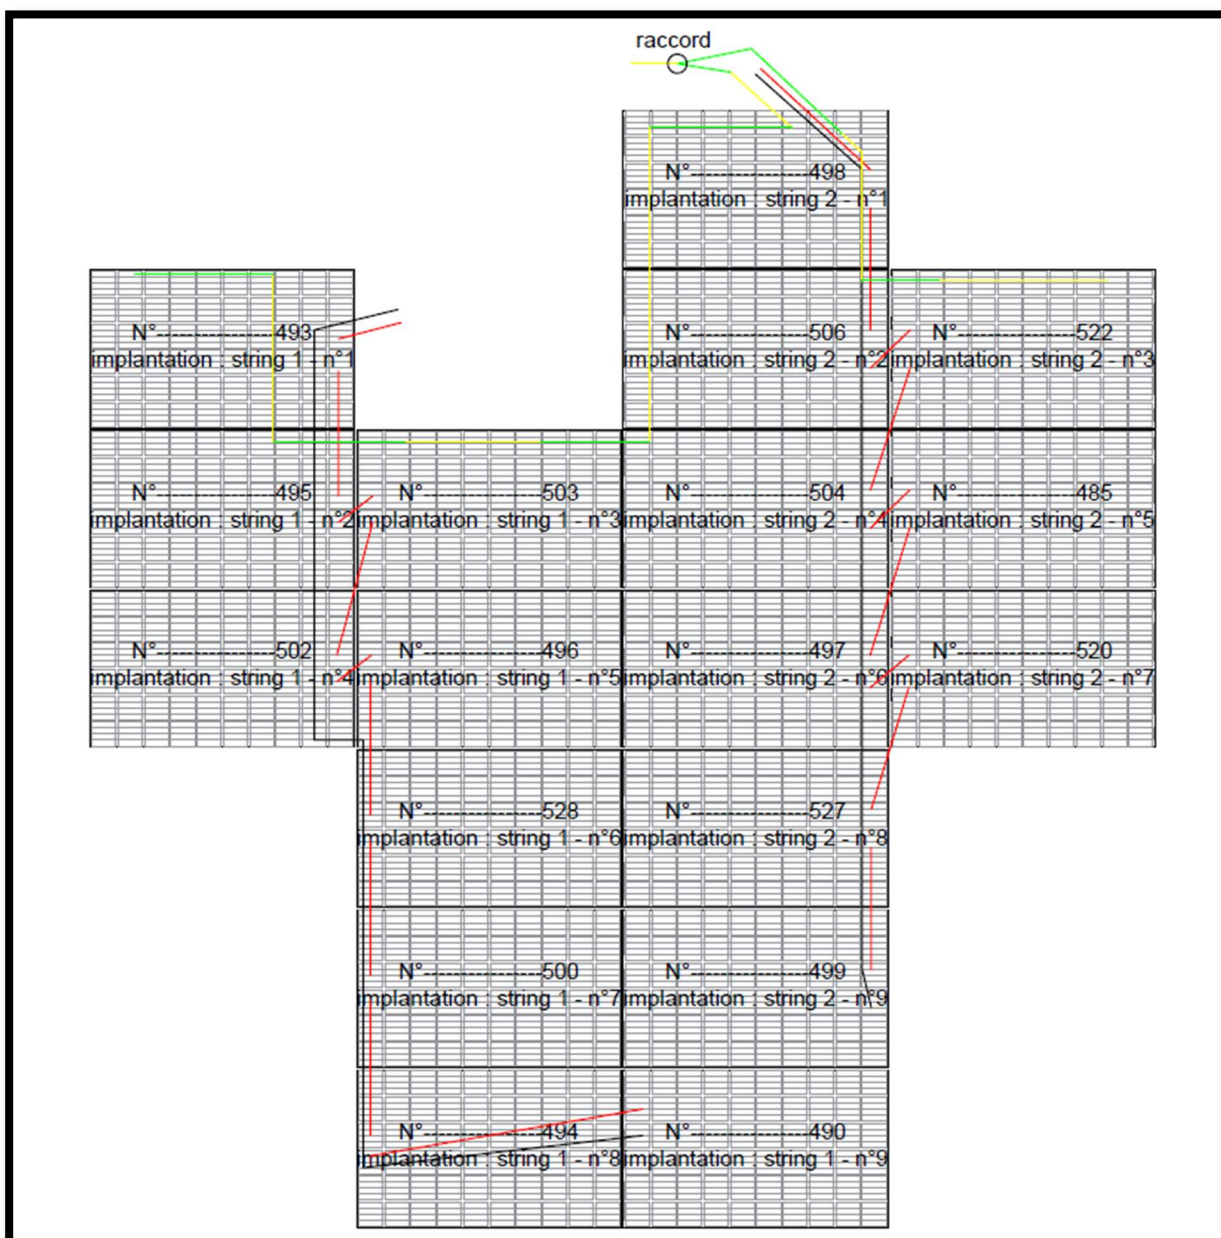 raccord
N°-----------------498
implantation : string 2 - n°1
N°-----------------493
implantation : string 1 - n°1
N°-----------------506
implantation : string 2 - n°2
N°-----------------522
implantation : string 2 - n°3
N°-----------------495
implantation : string 1 - n°2
N°-----------------503
implantation : string 1 - n°3
N°-----------------504
implantation : string 2 - n°4
N°-----------------485
implantation : string 2 - n°5
N°-----------------502
implantation : string 1 - n°4
N°-----------------496
implantation : string 1 - n°5
N°-----------------497
implantation : string 2 - n°6
N°-----------------520
implantation : string 2 - n°7
N°-----------------528
implantation : string 1 - n°6
N°-----------------527
implantation : string 2 - n°8
N°-----------------500
implantation : string 1 - n°7
N°-----------------499
implantation : string 2 - n°9
N°-----------------494
implantation : string 1 - n°8
N°-----------------490
implantation : string 1 - n°9